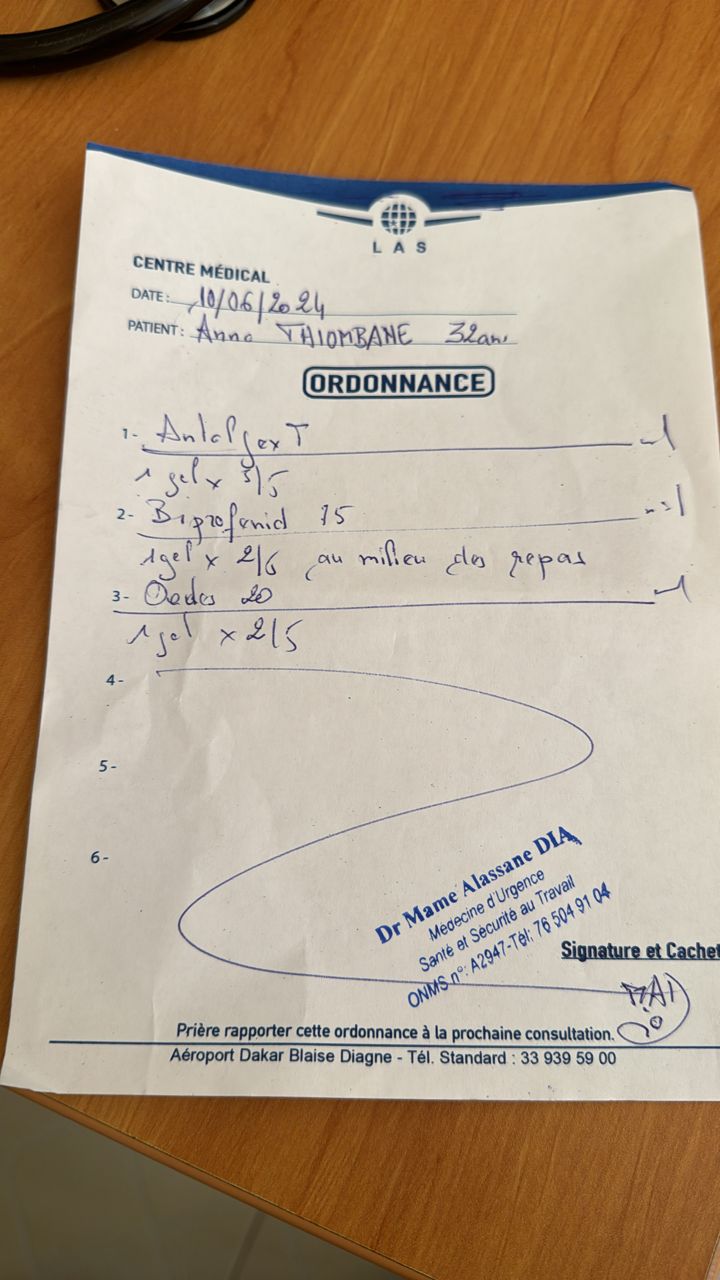 LAS
CENTRE MÉDICAL
DATE: 10/06/2024
PATIENT: Anna THIOMBANE 32ans
ORDONNANCE
1- Antalgex T
1 gel x 3/5
2- Biprofenid 75
1gel x 2/5 au milieu des repas
3- Oedes 20
1 gel x 2/5
4-
5-
6-
Dr Mame Alassane DIA
Médecine d'Urgence
Santé et Sécurité au Travail
ONMS n°: A2947-Tél: 76 504 91 04
Signature et Cachet
Prière rapporter cette ordonnance à la prochaine consultation.
Aéroport Dakar Blaise Diagne - Tél. Standard : 33 939 59 00